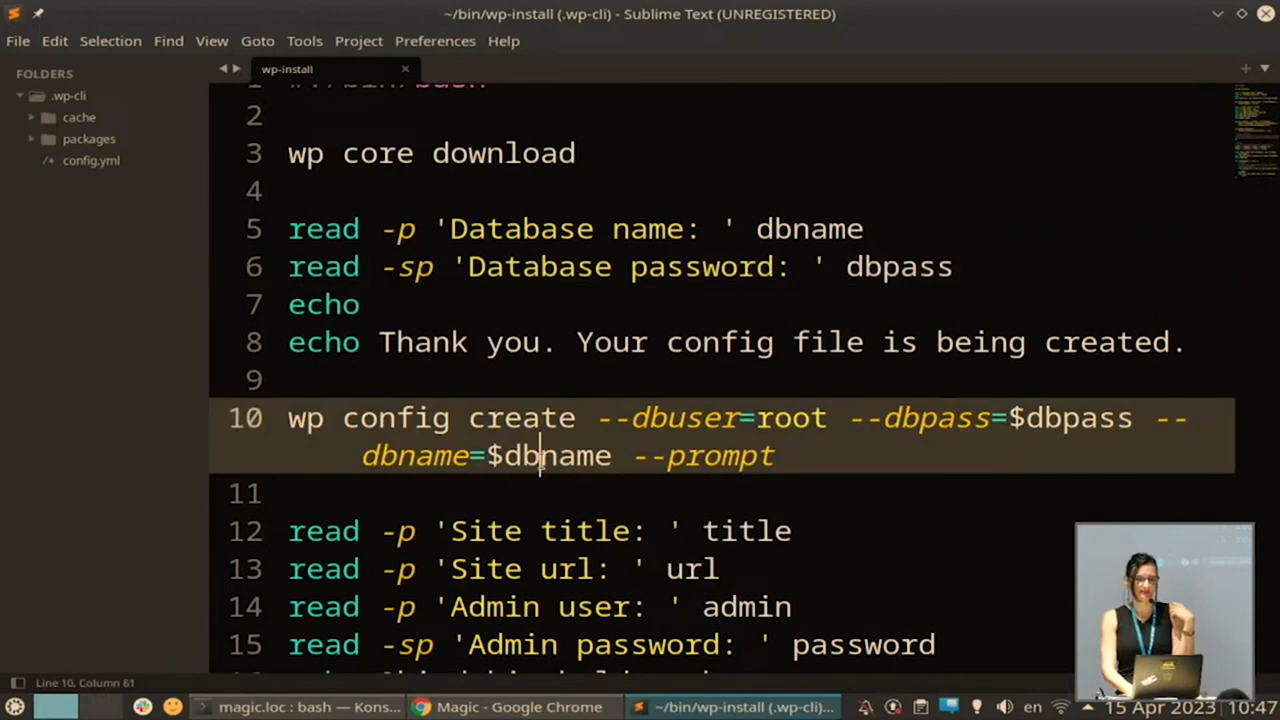 ~/bin/wp-install (.wp-cli) - Sublime Text (UNREGISTERED)
File Edit Selection Find View Goto Tools Project Preferences Help
FOLDERS
.wp-cli
cache
packages
config.yml
wp-install
1
2
3 wp core download
4
5 read -p 'Database name: ' dbname
6 read -sp 'Database password: ' dbpass
7 echo
8 echo Thank you. Your config file is being created.
9
10 wp config create --dbuser=root --dbpass=$dbpass --
dbname=$dbname --prompt
11
12 read -p 'Site title: ' title
13 read -p 'Site url: ' url
14 read -p 'Admin user: ' admin
15 read -sp 'Admin password: ' password
Line 10, Column 61
magic.loc : bash — Kons... Magic - Google Chrome ~/bin/wp-install (.wp-cli)... en 15 Apr 2023 10:47